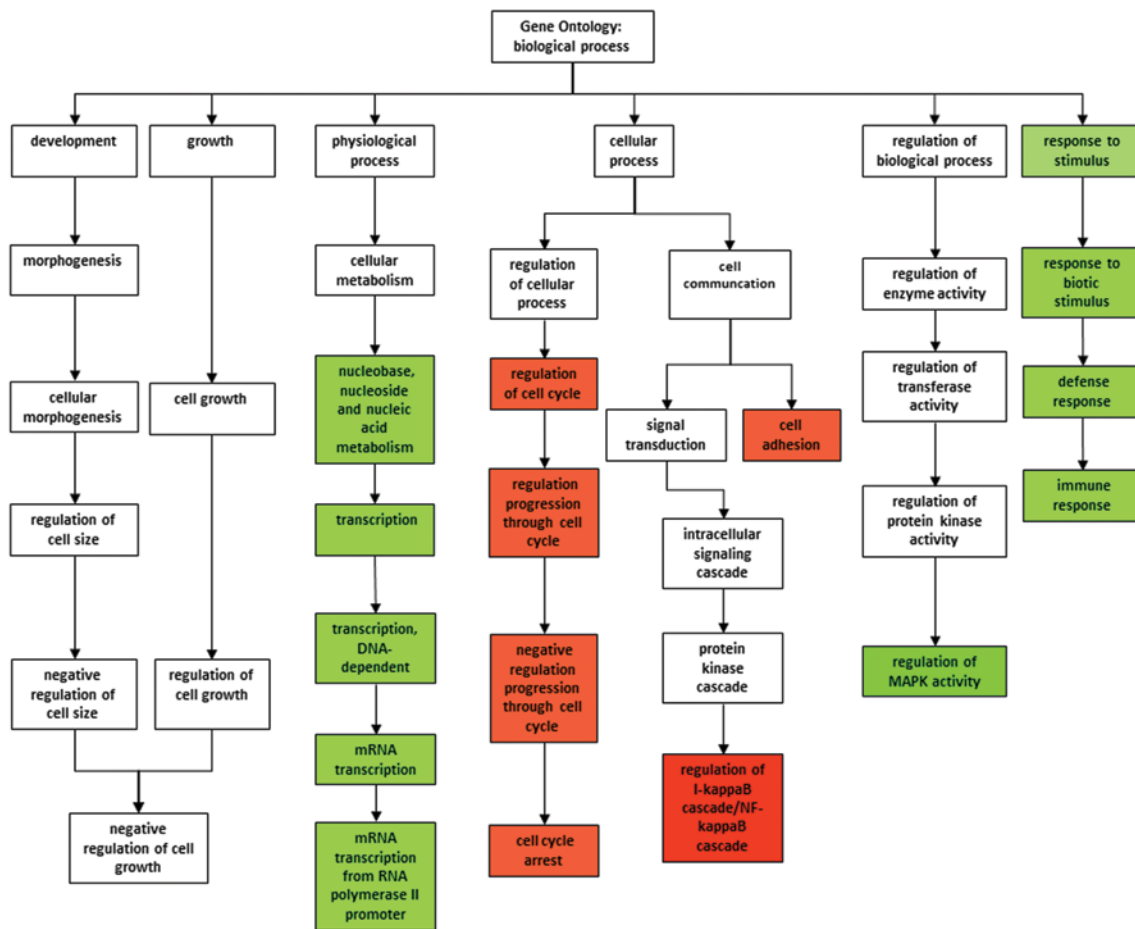 Gene Ontology:
biological process
development
growth
physiological
process
cellular
process
regulation of
biological process
response to
stimulus
morphogenesis
cellular
metabolism
regulation
of cellular
process
cell
communcation
regulation of
enzyme activity
response to
biotic
stimulus
cellular
morphogenesis
cell growth
nucleobase,
nucleoside
and nucleic
acid
metabolism
regulation
of cell cycle
signal
transduction
cell
adhesion
regulation of
transferase
activity
defense
response
regulation of
cell size
transcription
regulation
progression
through cell
cycle
intracellular
signaling
cascade
regulation of
protein kinase
activity
immune
response
negative
regulation of
cell size
regulation of
cell growth
transcription,
DNA-
dependent
negative
regulation
progression
through cell
cycle
protein
kinase
cascade
regulation of
MAPK activity
mRNA
transcription
regulation of
I-kappaB
cascade/NF-
kappaB
cascade
negative
regulation of cell
growth
mRNA
transcription
from RNA
polymerase II
promoter
cell cycle
arrest